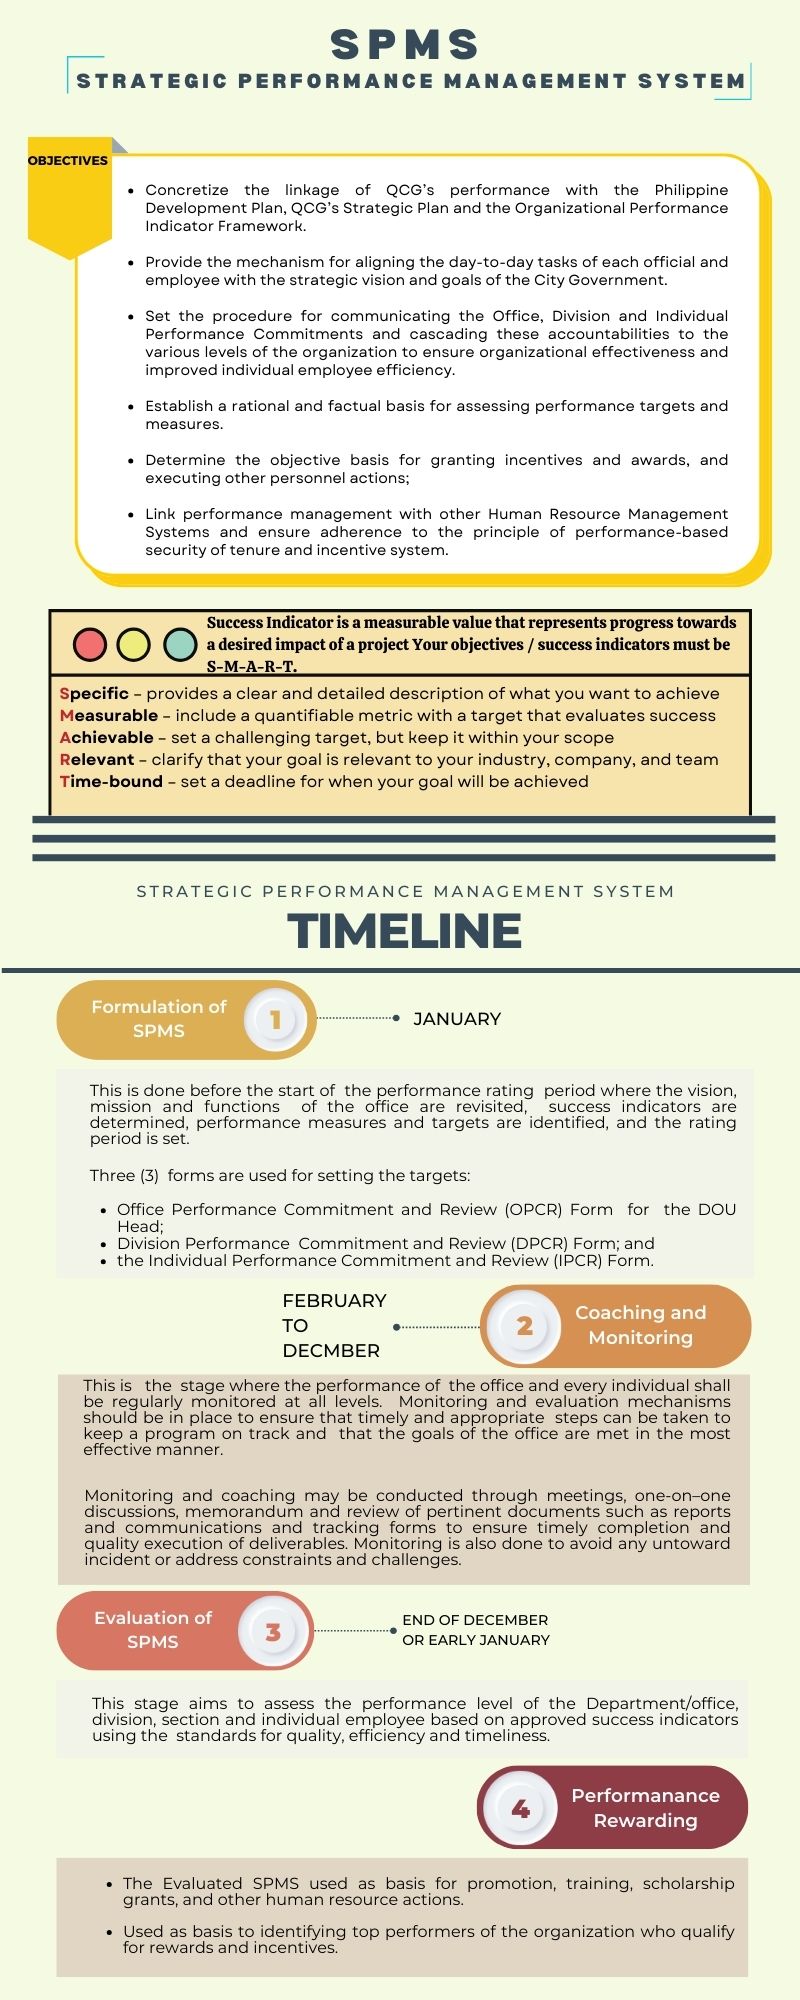 SPMS
STRATEGIC PERFORMANCE MANAGEMENT SYSTEM
OBJECTIVES
• Concretize the linkage of QCG's performance with the Philippine
Development Plan, QCG's Strategic Plan and the Organizational Performance
Indicator Framework.
• Provide the mechanism for aligning the day-to-day tasks of each official and
employee with the strategic vision and goals of the City Government.
• Set the procedure for communicating the Office, Division and Individual
Performance Commitments and cascading these accountabilities to the
various levels of the organization to ensure organizational effectiveness and
improved individual employee efficiency.
• Establish a rational and factual basis for assessing performance targets and
measures.
• Determine the objective basis for granting incentives and awards, and
executing other personnel actions;
• Link performance management with other Human Resource Management
Systems and ensure adherence to the principle of performance-based
security of tenure and incentive system.
Success Indicator is a measurable value that represents progress towards
a desired impact of a project Your objectives / success indicators must be
S-M-A-R-T.
Specific – provides a clear and detailed description of what you want to achieve
Measurable – include a quantifiable metric with a target that evaluates success
Achievable – set a challenging target, but keep it within your scope
Relevant – clarify that your goal is relevant to your industry, company, and team
Time-bound – set a deadline for when your goal will be achieved
STRATEGIC PERFORMANCE MANAGEMENT SYSTEM
TIMELINE
Formulation of
SPMS
1
JANUARY
This is done before the start of the performance rating period where the vision,
mission and functions of the office are revisited, success indicators are
determined, performance measures and targets are identified, and the rating
period is set.
Three (3) forms are used for setting the targets:
• Office Performance Commitment and Review (OPCR) Form for the DOU
Head;
• Division Performance Commitment and Review (DPCR) Form; and
• the Individual Performance Commitment and Review (IPCR) Form.
FEBRUARY
TO
DECMBER
2
Coaching and
Monitoring
This is the stage where the performance of the office and every individual shall
be regularly monitored at all levels. Monitoring and evaluation mechanisms
should be in place to ensure that timely and appropriate steps can be taken to
keep a program on track and that the goals of the office are met in the most
effective manner.
Monitoring and coaching may be conducted through meetings, one-on–one
discussions, memorandum and review of pertinent documents such as reports
and communications and tracking forms to ensure timely completion and
quality execution of deliverables. Monitoring is also done to avoid any untoward
incident or address constraints and challenges.
Evaluation of
SPMS
3
END OF DECEMBER
OR EARLY JANUARY
This stage aims to assess the performance level of the Department/office,
division, section and individual employee based on approved success indicators
using the standards for quality, efficiency and timeliness.
4
Performanance
Rewarding
• The Evaluated SPMS used as basis for promotion, training, scholarship
grants, and other human resource actions.
• Used as basis to identifying top performers of the organization who qualify
for rewards and incentives.